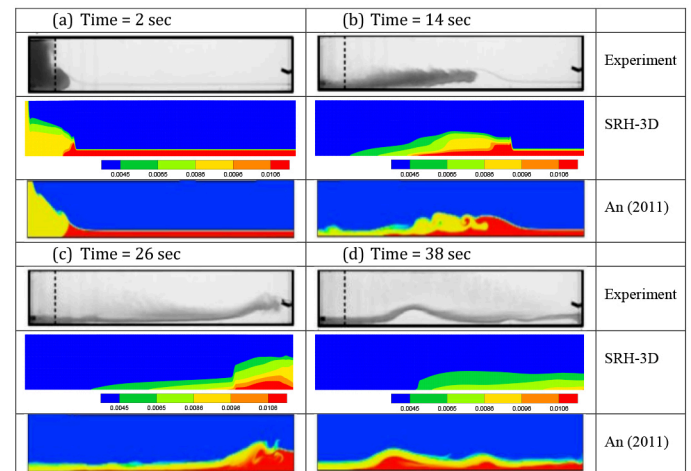 (a) Time = 2 sec
(b) Time = 14 sec
Experiment
SRH-3D
0.0045 0.0065 0.0086 0.0096 0.0106
0.0045 0.0065 0.0086 0.0096 0.0106
An (2011)
(c) Time = 26 sec
(d) Time = 38 sec
Experiment
SRH-3D
0.0045 0.0065 0.0086 0.0096 0.0106
0.0045 0.0065 0.0086 0.0096 0.0106
An (2011)